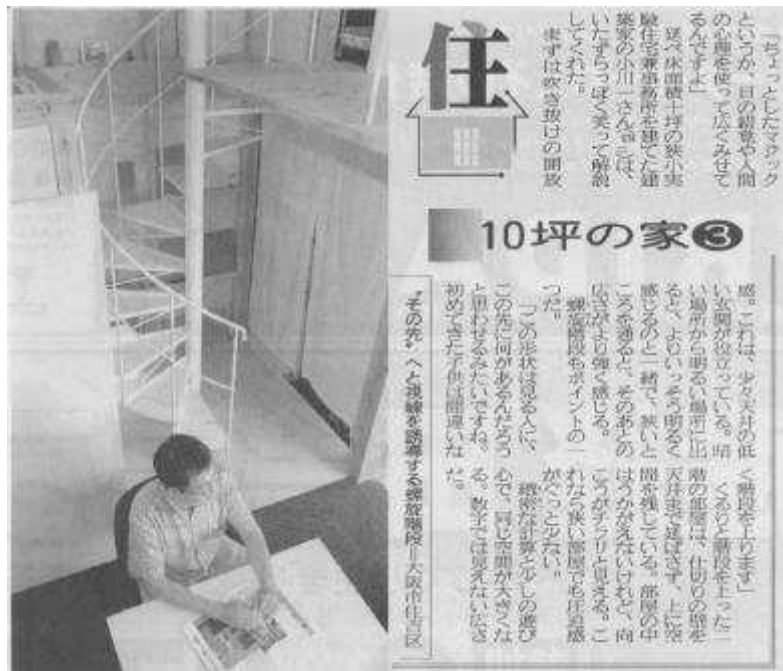 住
「ちょっとしたマジック
というか、目の錯覚や人間
の心理を使って広くみせて
るんですよ」
延べ床面積十坪の狭小実
験住宅兼事務所を建てた建
築家の小川一さん
は、
いたずらっぽく笑って解説
してくれた。
まずは吹き抜けの開放
10坪の家❸
感。これは、少々天井の低
い玄関が役立っている。暗
い場所から明るい場所に出
ると、よりいっそう明るく
感じるのと一緒で、狭いと
ころを通ると、そのあとの
広さがより強く感じる。
螺旋階段もポイントの一
つだ。
「この形状は見る人に、
この先に何があるんだろう
と思わせるみたいですね。
初めてきた子供は間違いな
く階段を上ります」
くるりと階段を上った二
階の部屋は、仕切りの壁を
天井まで延ばさず、上に空
間を残している。部屋の中
はうかがえないけれど、向
こうがチラリと見える。こ
れなら狭い部屋でも圧迫感
がぐっと少ない。
緻密な計算と少しの遊び
心で、同じ空間が大きくな
る。数字では見えない広さ
だ。
“その先”へと視線を誘導する螺旋階段＝大阪市住吉区